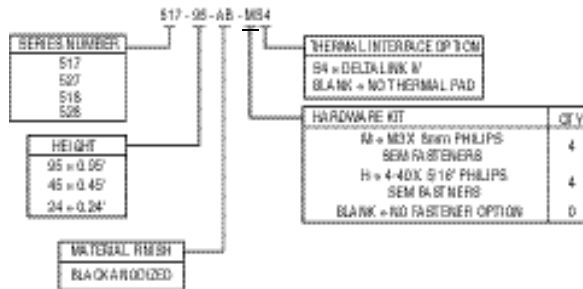 517-95-AB-MS4
SERIES NUMBER
517
527
518
528
HEIGHT
95 = 0.95"
45 = 0.45"
24 = 0.24"
MATERIAL FINISH
BLACK ANODIZED
THERMAL INTERFACE OPTION
S4 = DELTALINK IV
BLANK = NO THERMAL PAD
HARDWARE KIT QTY
M = M3X 8mm PHILIPS 4
SEM FASTENERS
H = 4-40X 5/16" PHILIPS 4
SEM FASTNERS
BLANK = NO FASTENER OPTION 0